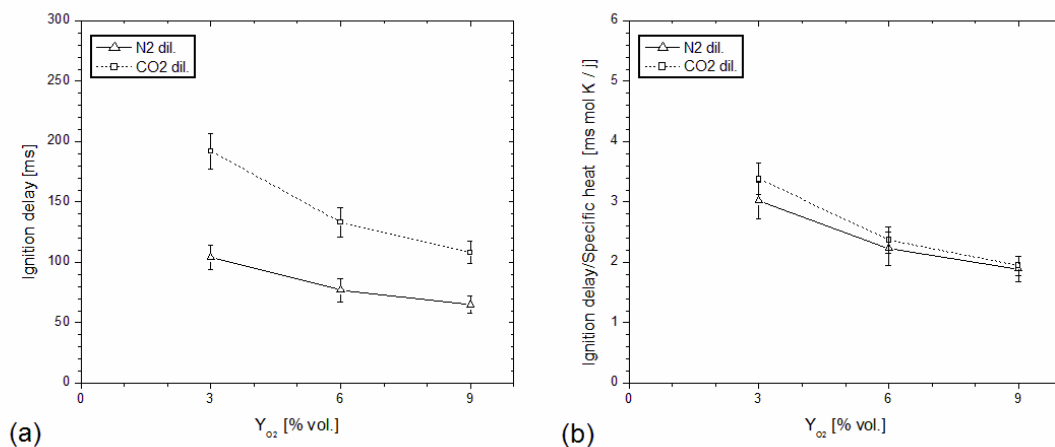 300
250
200
150
100
50
0
Ignition delay [ms]
N2 dil.
CO2 dil.
0 3 6 9
Y_O₂ [% vol.]
(a)
6
5
4
3
2
1
0
Ignition delay/Specific heat [ms mol K / j]
N2 dil.
CO2 dil.
0 3 6 9
Y_O₂ [% vol.]
(b)